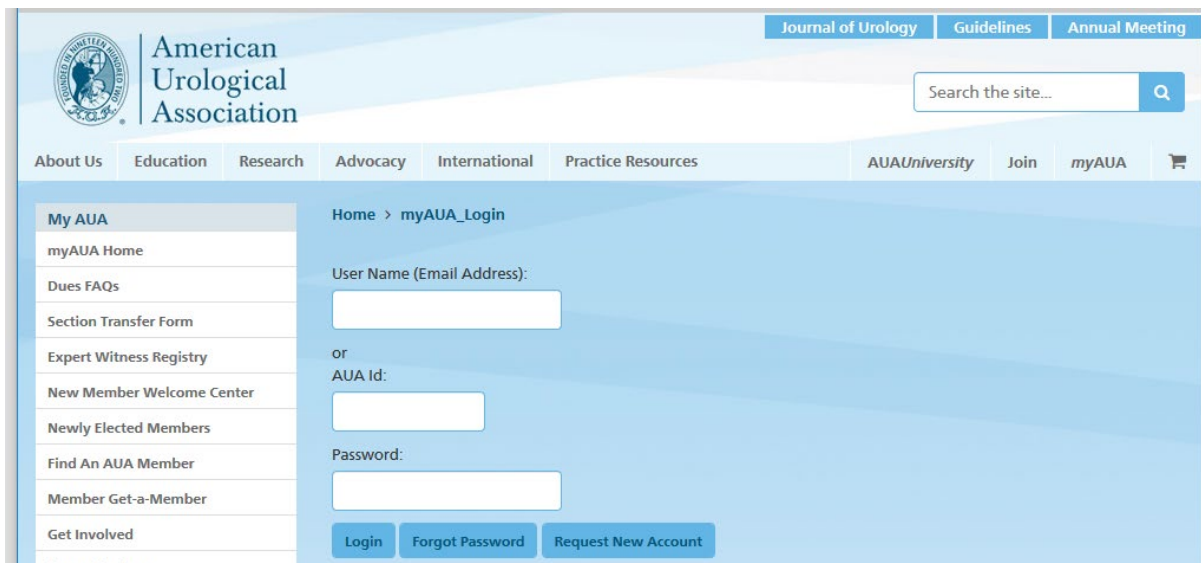 Journal of Urology Guidelines Annual Meeting
American
Urological
Association
Search the site...
About Us Education Research Advocacy International Practice Resources AUAUniversity Join myAUA
My AUA
myAUA Home
Dues FAQs
Section Transfer Form
Expert Witness Registry
New Member Welcome Center
Newly Elected Members
Find An AUA Member
Member Get-a-Member
Get Involved
Home > myAUA_Login
User Name (Email Address):
or
AUA Id:
Password:
Login Forgot Password Request New Account